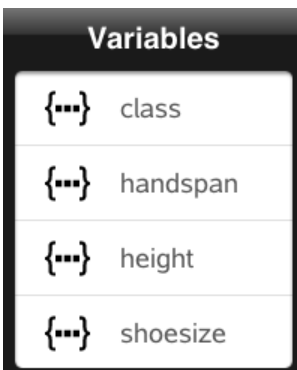 Variables
{...} class
{...} handspan
{...} height
{...} shoesize